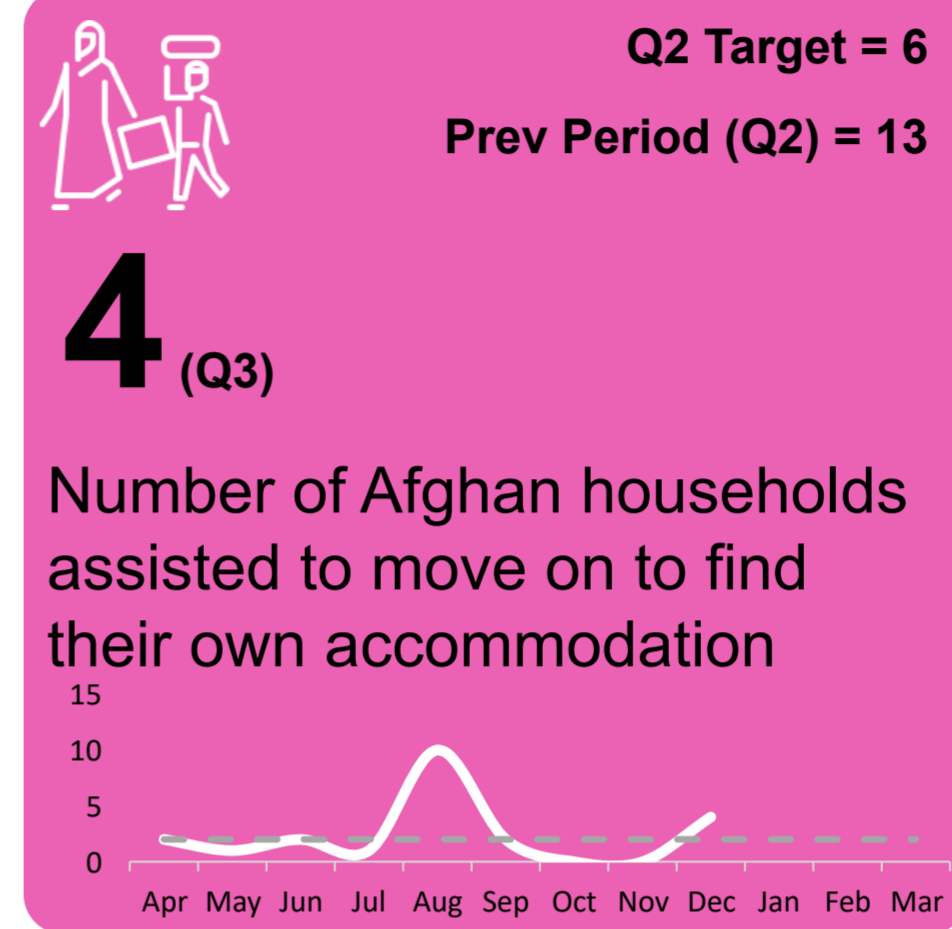 Q2 Target = 6
Prev Period (Q2) = 13
4 (Q3)
Number of Afghan households
assisted to move on to find
their own accommodation
15
10
5
0
Apr May Jun Jul Aug Sep Oct Nov Dec Jan Feb Mar